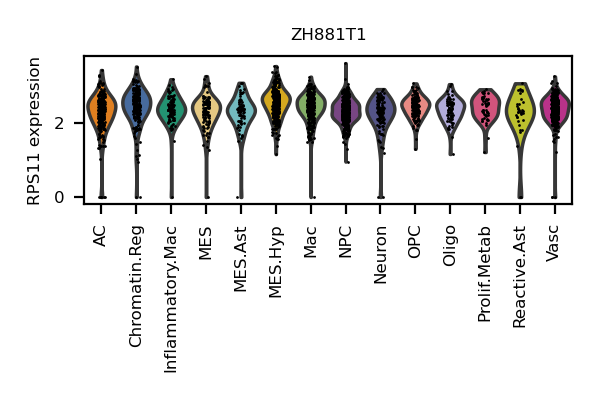 ZH881T1
RPS11 expression
2
0
AC
Chromatin.Reg
Inflammatory.Mac
MES
MES.Ast
MES.Hyp
Mac
NPC
Neuron
OPC
Oligo
Prolif.Metab
Reactive.Ast
Vasc